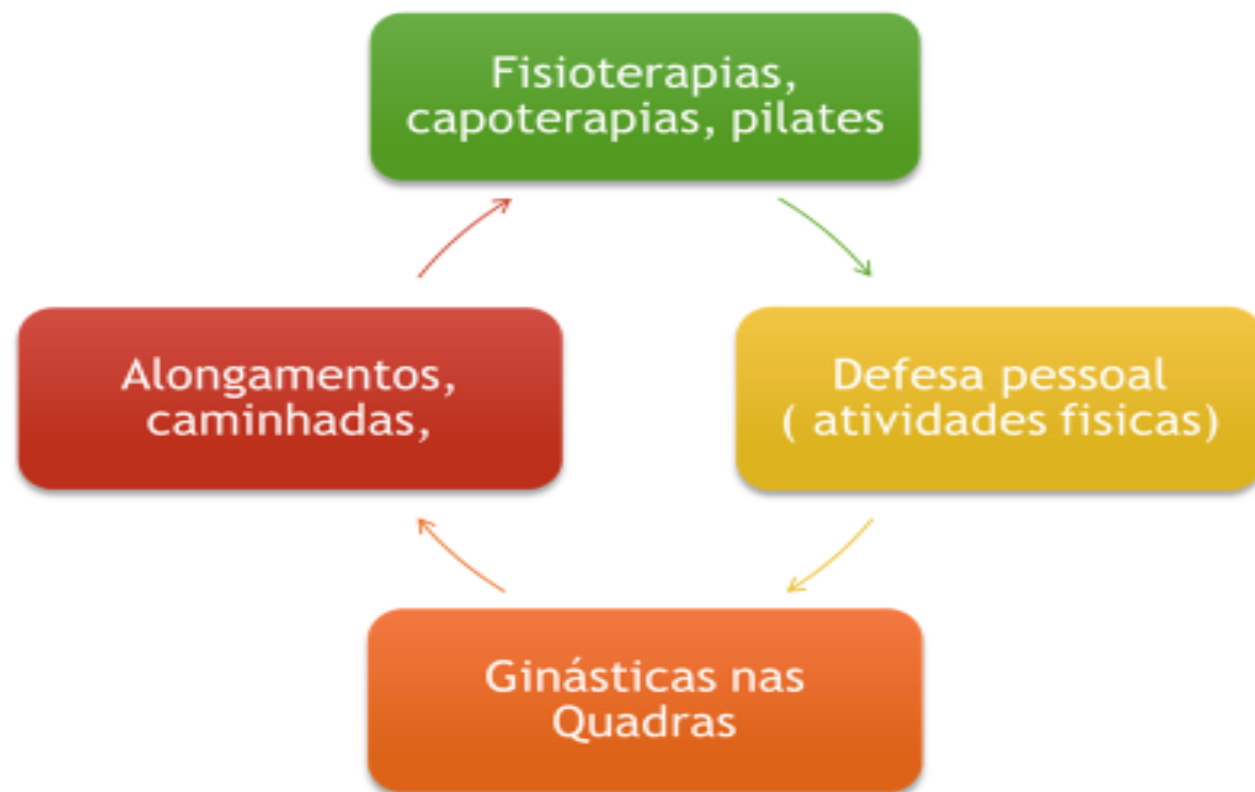 Fisioterapias,
capoterapias, pilates
Alongamentos,
caminhadas,
Defesa pessoal
( atividades fisicas)
Ginásticas nas
Quadras